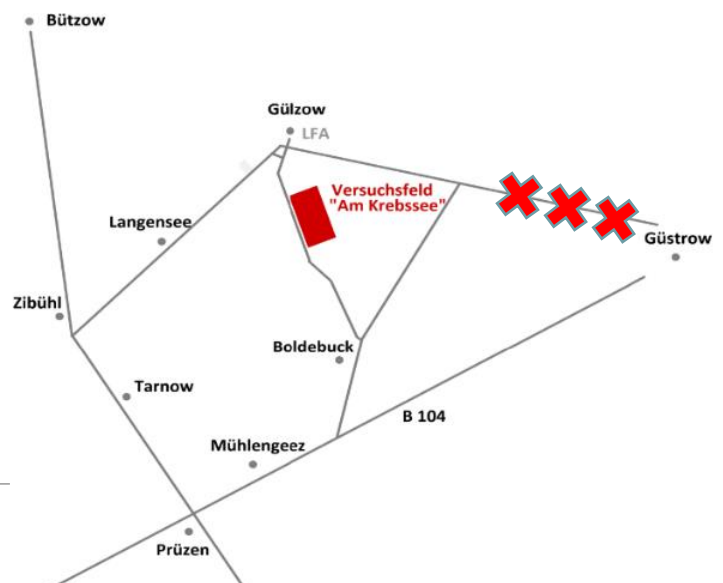 Bützow
Gülzow
LFA
Versuchsfeld
"Am Krebssee"
Langensee
Güstrow
Zibühl
Boldebuck
Tarnow
B 104
Mühlengeez
Prüzen